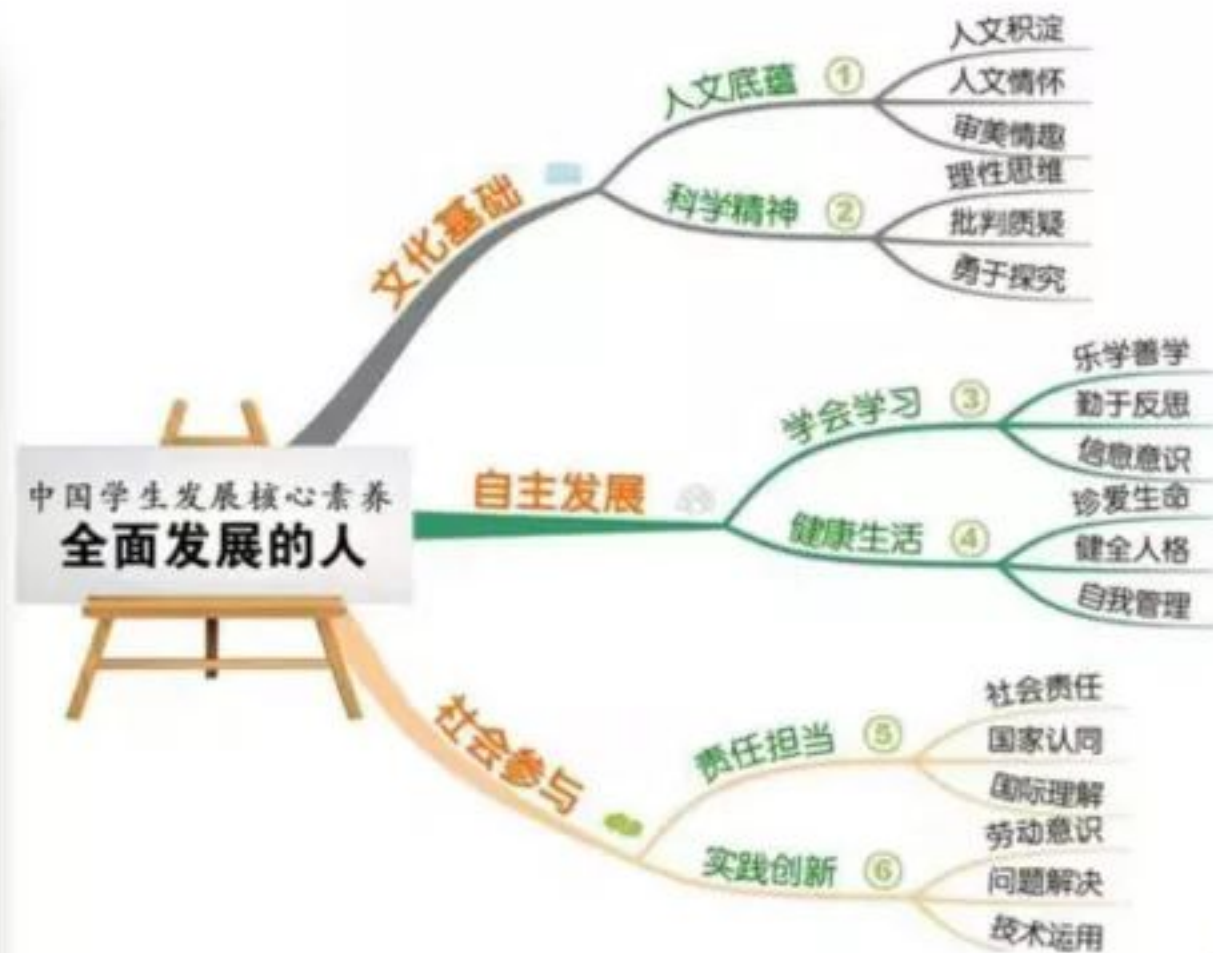 中国学生发展核心素养
全面发展的人
文化基础
人文底蕴 ①
人文积淀
人文情怀
审美情趣
科学精神 ②
理性思维
批判质疑
勇于探究
自主发展
学会学习 ③
乐学善学
勤于反思
信息意识
健康生活 ④
珍爱生命
健全人格
自我管理
社会参与
责任担当 ⑤
社会责任
国家认同
国际理解
实践创新 ⑥
劳动意识
问题解决
技术运用